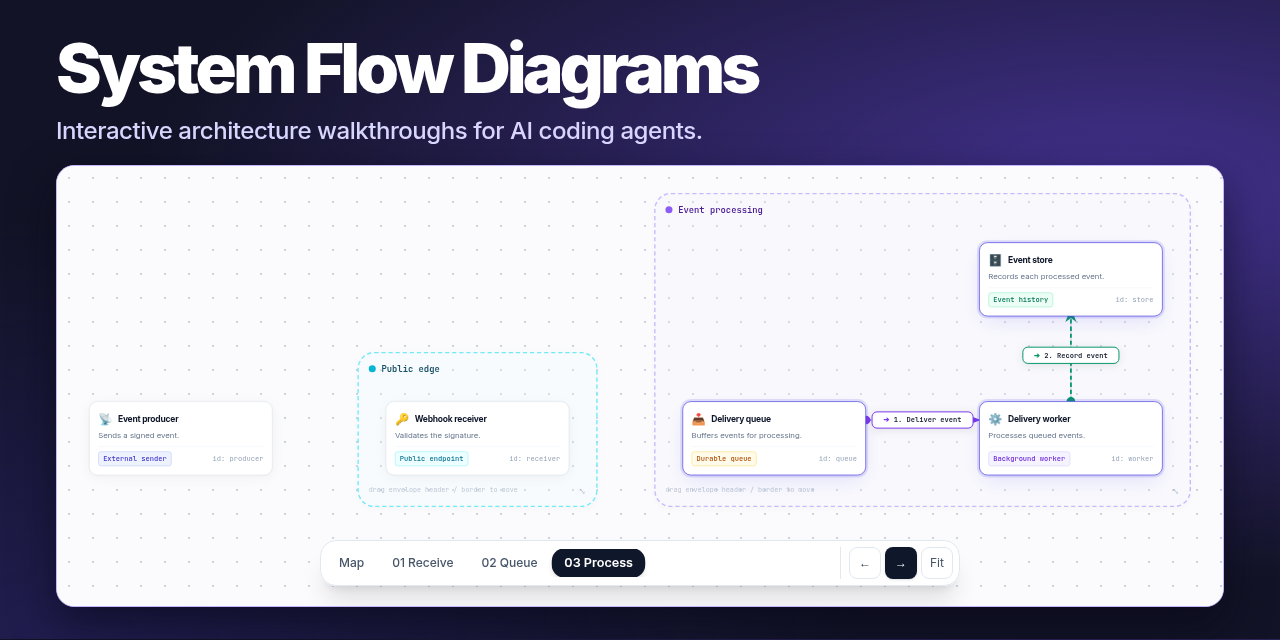 System Flow Diagrams
Interactive architecture walkthroughs for AI coding agents.
Event processing
Event store
Records each processed event.
Event history
id: store
➔ 2. Record event
Public edge
Event producer
Sends a signed event.
External sender
id: producer
Webhook receiver
Validates the signature.
Public endpoint
id: receiver
Delivery queue
Buffers events for processing.
Durable queue
id: queue
➔ 1. Deliver event
Delivery worker
Processes queued events.
Background worker
id: worker
drag envelope header / border to move
drag envelope header / border to move
Map 01 Receive 02 Queue 03 Process ← → Fit